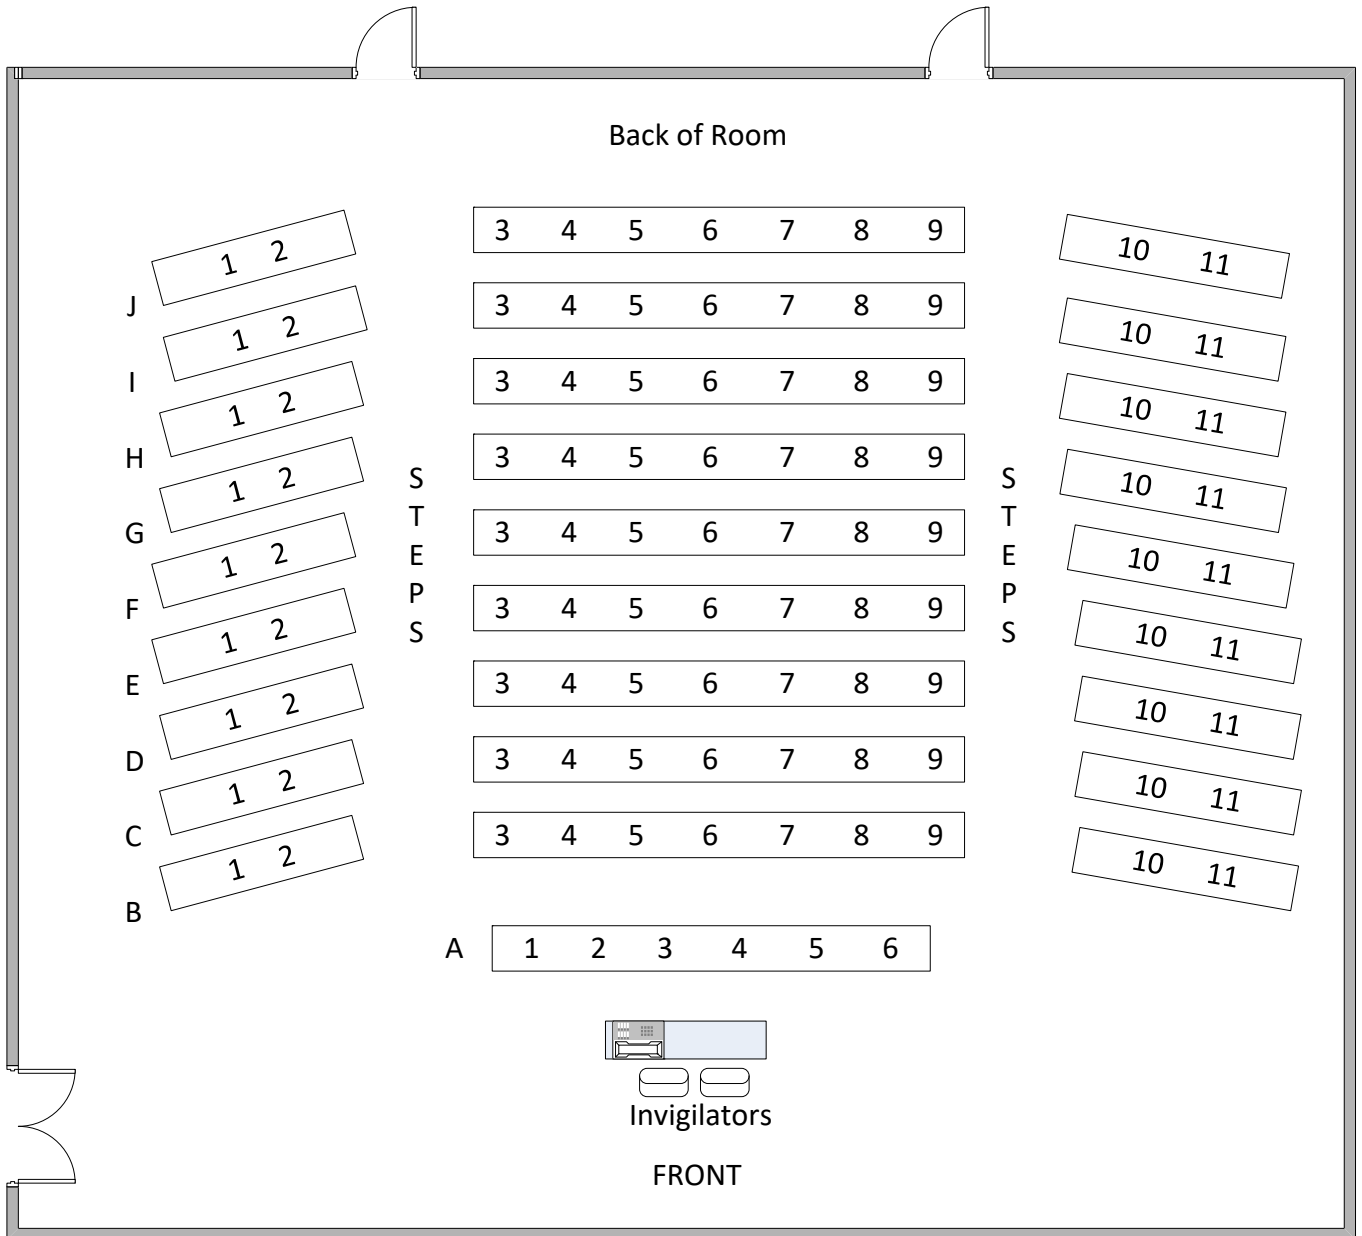 Back of Room
J 1 2 3 4 5 6 7 8 9 10 11
I 1 2 3 4 5 6 7 8 9 10 11
H 1 2 3 4 5 6 7 8 9 10 11
G 1 2 3 4 5 6 7 8 9 10 11
F 1 2 3 4 5 6 7 8 9 10 11
E 1 2 3 4 5 6 7 8 9 10 11
D 1 2 3 4 5 6 7 8 9 10 11
C 1 2 3 4 5 6 7 8 9 10 11
B 1 2 3 4 5 6 7 8 9 10 11
STEPS
STEPS
A 1 2 3 4 5 6
Invigilators
FRONT